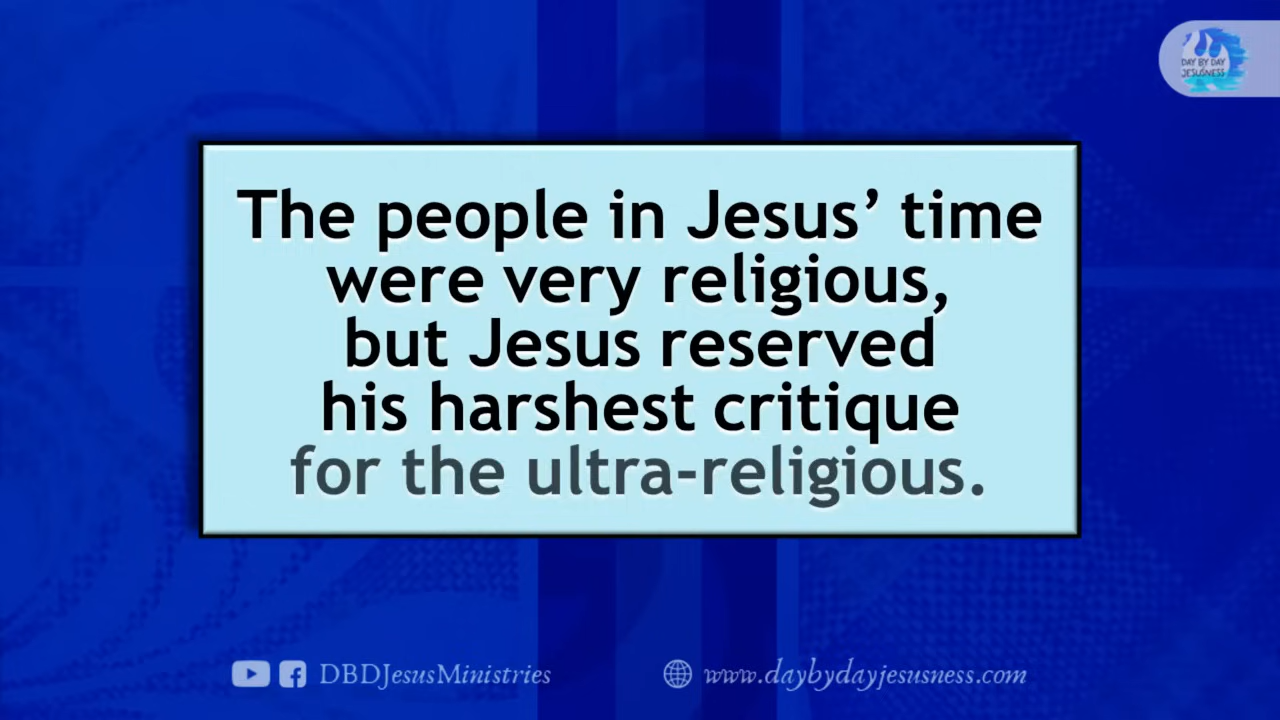 DAY BY DAY
JESUSNESS
The people in Jesus’ time
were very religious,
but Jesus reserved
his harshest critique
for the ultra-religious.
DBDJesusMinistries
www.daybydayjesusness.com